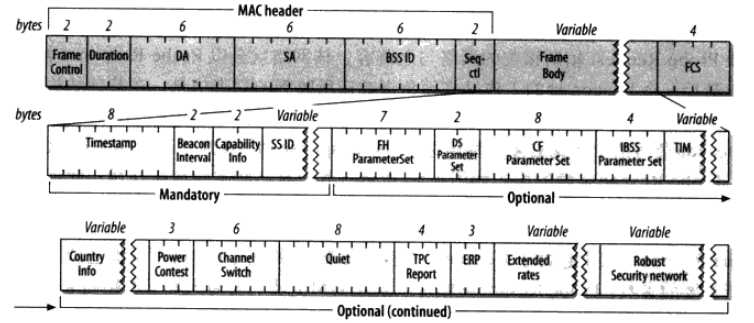 MAC header
bytes 2 2 6 6 6 2 Variable 4
Frame Control Duration DA SA BSS ID Seq-ctl Frame Body FCS
bytes 8 2 2 Variable 7 2 8 4 Variable
Timestamp Beacon Interval Capability Info SS ID FH ParameterSet DS Parameter Set CF Parameter Set IBSS Parameter Set TIM
Mandatory Optional
Variable 3 6 8 4 3 Variable Variable
Country Info Power Contest Channel Switch Quiet TPC Report ERP Extended rates Robust Security network
Optional (continued)